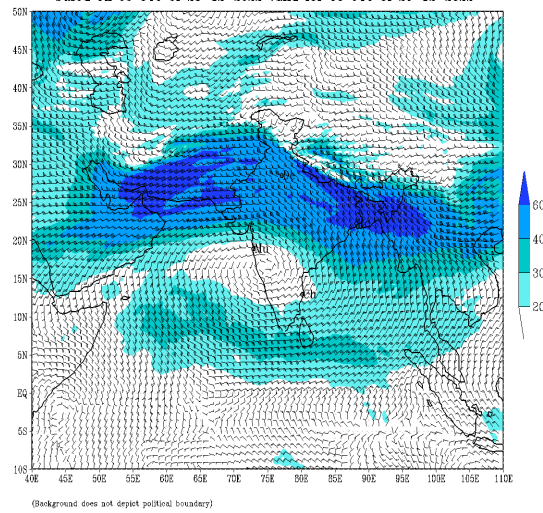 50N
45N
40N
35N
30N
25N
20N
15N
10N
5N
EQ
5S
10S
40E 45E 50E 55E 60E 65E 70E 75E 80E 85E 90E 95E 100E 105E 110E
60
40
30
20
(Background does not depict political boundary)